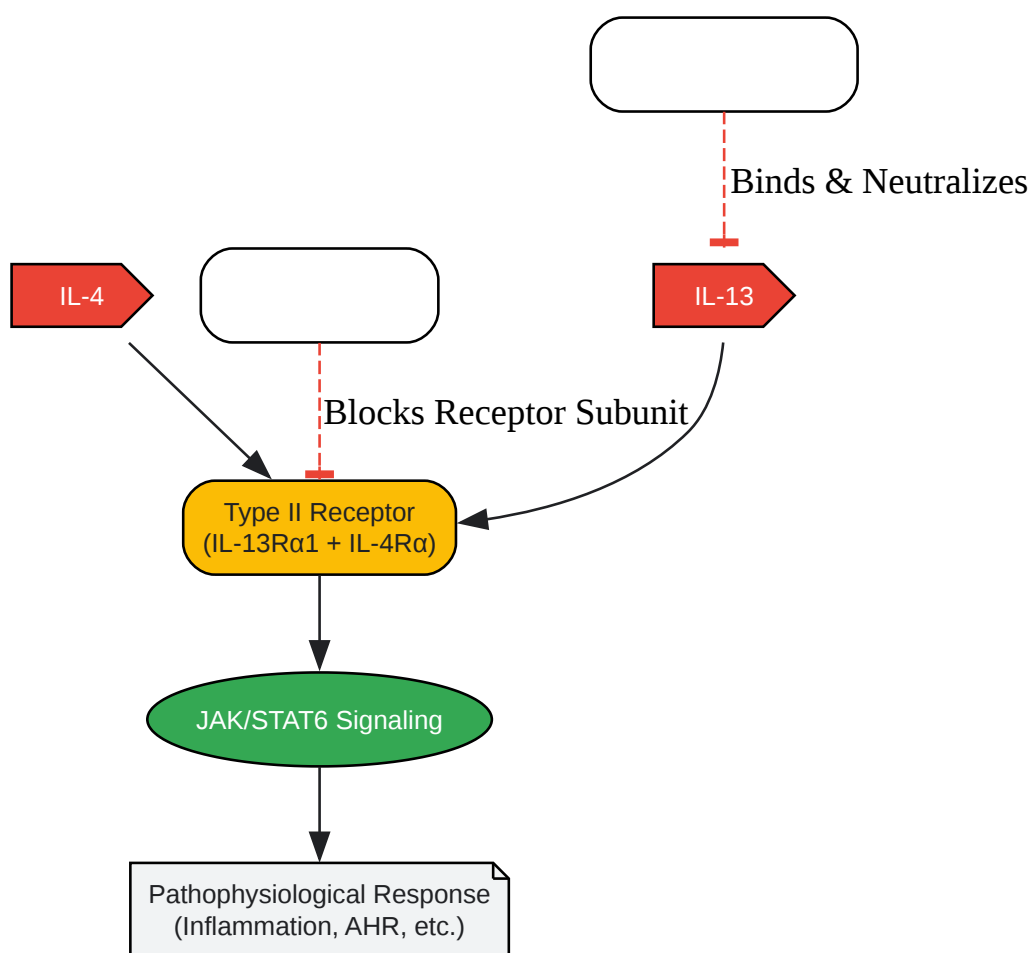 Binds & Neutralizes
IL-4
IL-13
Blocks Receptor Subunit
Type II Receptor
(IL-13Rα1 + IL-4Rα)
JAK/STAT6 Signaling
Pathophysiological Response
(Inflammation, AHR, etc.)